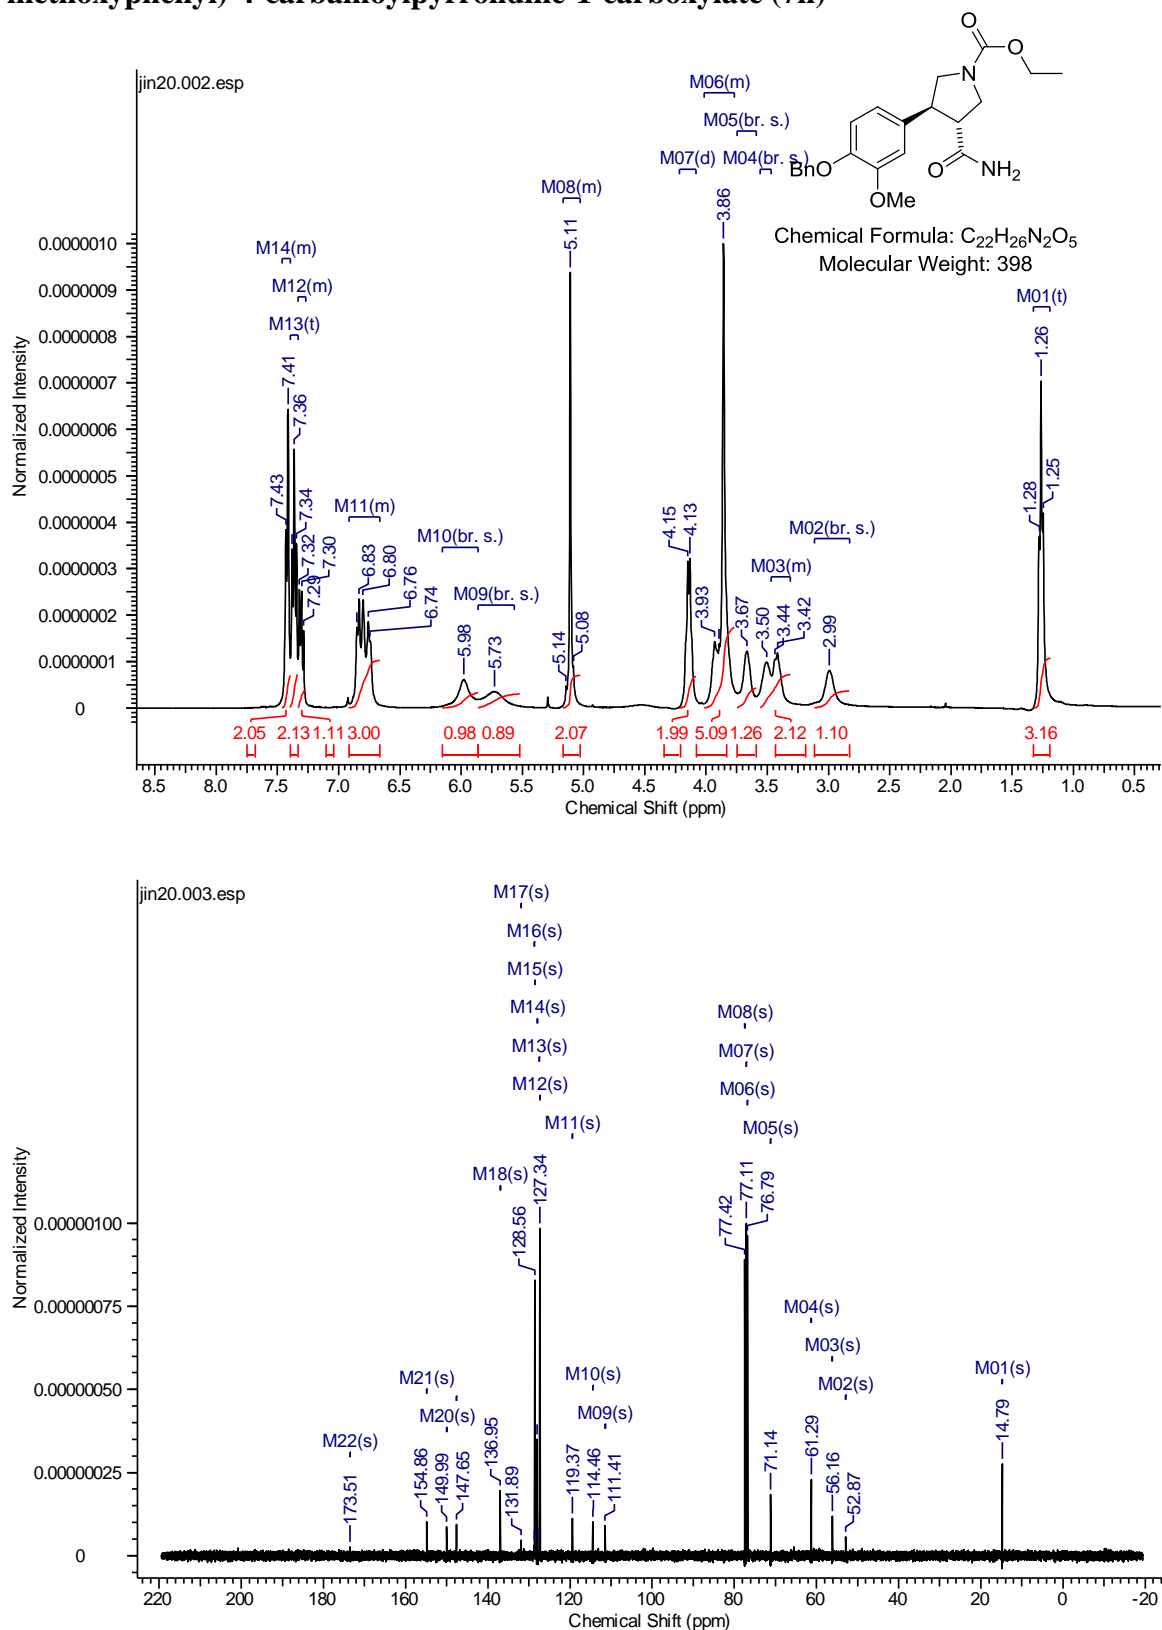 methoxyphenyl)-4-carbamoylpyrrolidine-1-carboxylate (7h)
jin20.002.esp
M06(m)
M05(br. s.)
M07(d) M04(br. s.)
M08(m)
M14(m)
M12(m)
M13(t)
M11(m)
M10(br. s.)
M09(br. s.)
M03(m)
M02(br. s.)
M01(t)
O
O
N
BnO
OMe
O
NH2
Chemical Formula: C22H26N2O5
Molecular Weight: 398
7.43
7.41
7.36
7.34
7.32
7.30
7.29
6.83
6.80
6.76
6.74
5.98
5.73
5.14
5.11
5.08
4.15
4.13
3.93
3.86
3.67
3.50
3.44
3.42
2.99
1.28
1.26
1.25
Normalized Intensity
0.0000010
0.0000009
0.0000008
0.0000007
0.0000006
0.0000005
0.0000004
0.0000003
0.0000002
0.0000001
0
2.05 2.13 1.11 3.00 0.98 0.89 2.07 1.99 5.09 1.26 2.12 1.10 3.16
8.5 8.0 7.5 7.0 6.5 6.0 5.5 5.0 4.5 4.0 3.5 3.0 2.5 2.0 1.5 1.0 0.5
Chemical Shift (ppm)
jin20.003.esp
M17(s)
M16(s)
M15(s)
M14(s)
M13(s)
M12(s)
M11(s)
M18(s)
M08(s)
M07(s)
M06(s)
M05(s)
M04(s)
M03(s)
M02(s)
M01(s)
M21(s)
M20(s)
M22(s)
M10(s)
M09(s)
173.51
154.86
149.99
147.65
136.95
131.89
128.56
127.34
119.37
114.46
111.41
77.42
77.11
76.79
71.14
61.29
56.16
52.87
14.79
Normalized Intensity
0.00000100
0.00000075
0.00000050
0.00000025
0
220 200 180 160 140 120 100 80 60 40 20 0 -20
Chemical Shift (ppm)